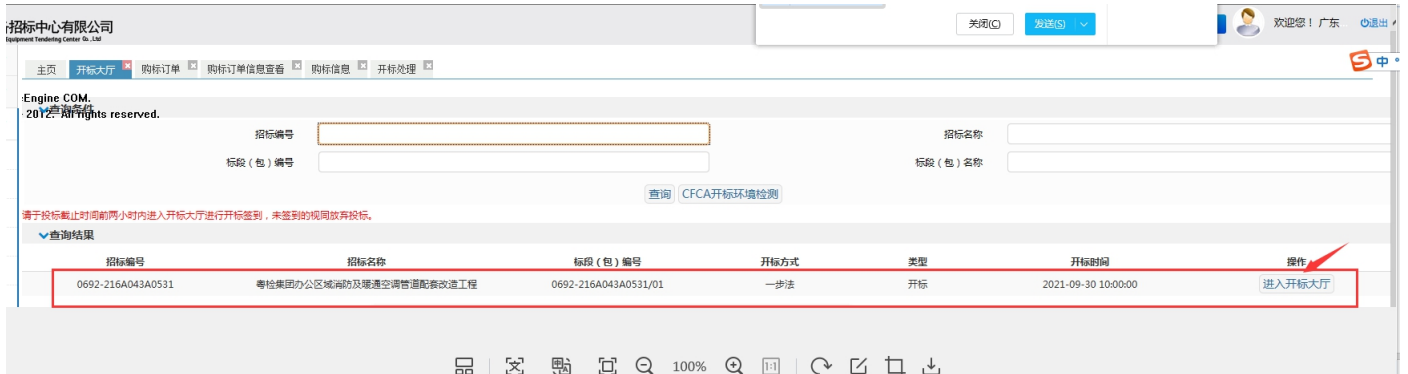 招标中心有限公司
Equipment Tendering Center Co.,Ltd
关闭(C) 发送(S)
欢迎您！广东 退出
主页 开标大厅 购标订单 购标订单信息查看 购标信息 开标处理
中
Engine COM.
查询条件
2012. All rights reserved.
招标编号 招标名称
标段（包）编号 标段（包）名称
查询 CFCA开标环境检测
请于投标截止时间前两小时内进入开标大厅进行开标签到，未签到的视同放弃投标。
查询结果
招标编号 招标名称 标段（包）编号 开标方式 类型 开标时间 操作
0692-216A043A0531 粤检集团办公区域消防及暖通空调管道配套改造工程 0692-216A043A0531/01 一步法 开标 2021-09-30 10:00:00 进入开标大厅
100% 1:1